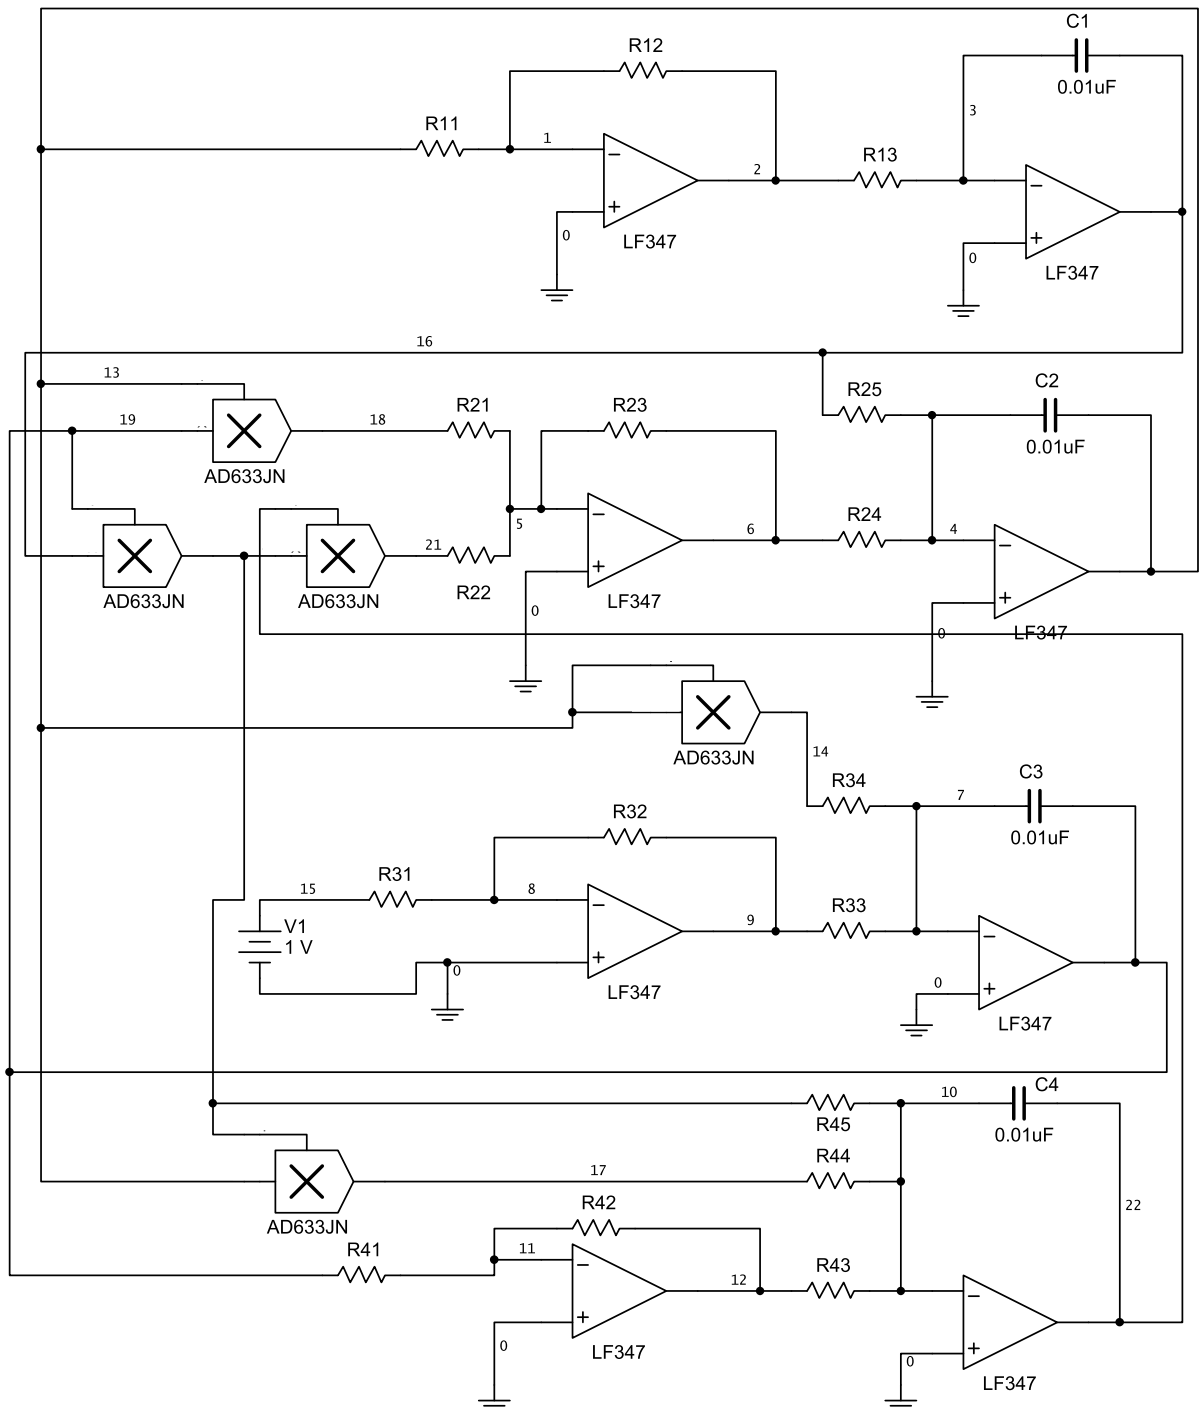 C1
R12
0.01uF
3
R11
1
R13
2
−
+
0
LF347
−
+
0
LF347
16
13
R25
C2
19
18
R21
R23
0.01uF
AD633JN
5
R24
4
6
21
−
+
−
+
R22
AD633JN
AD633JN
0
LF347
0
LF347
AD633JN
14
R34
7
C3
R32
0.01uF
R31
15
8
R33
9
V1
1 V
−
+
0
−
+
0
LF347
LF347
10
C4
R45
0.01uF
R44
17
R42
22
AD633JN
R41
11
R43
12
−
+
−
+
0
LF347
0
LF347